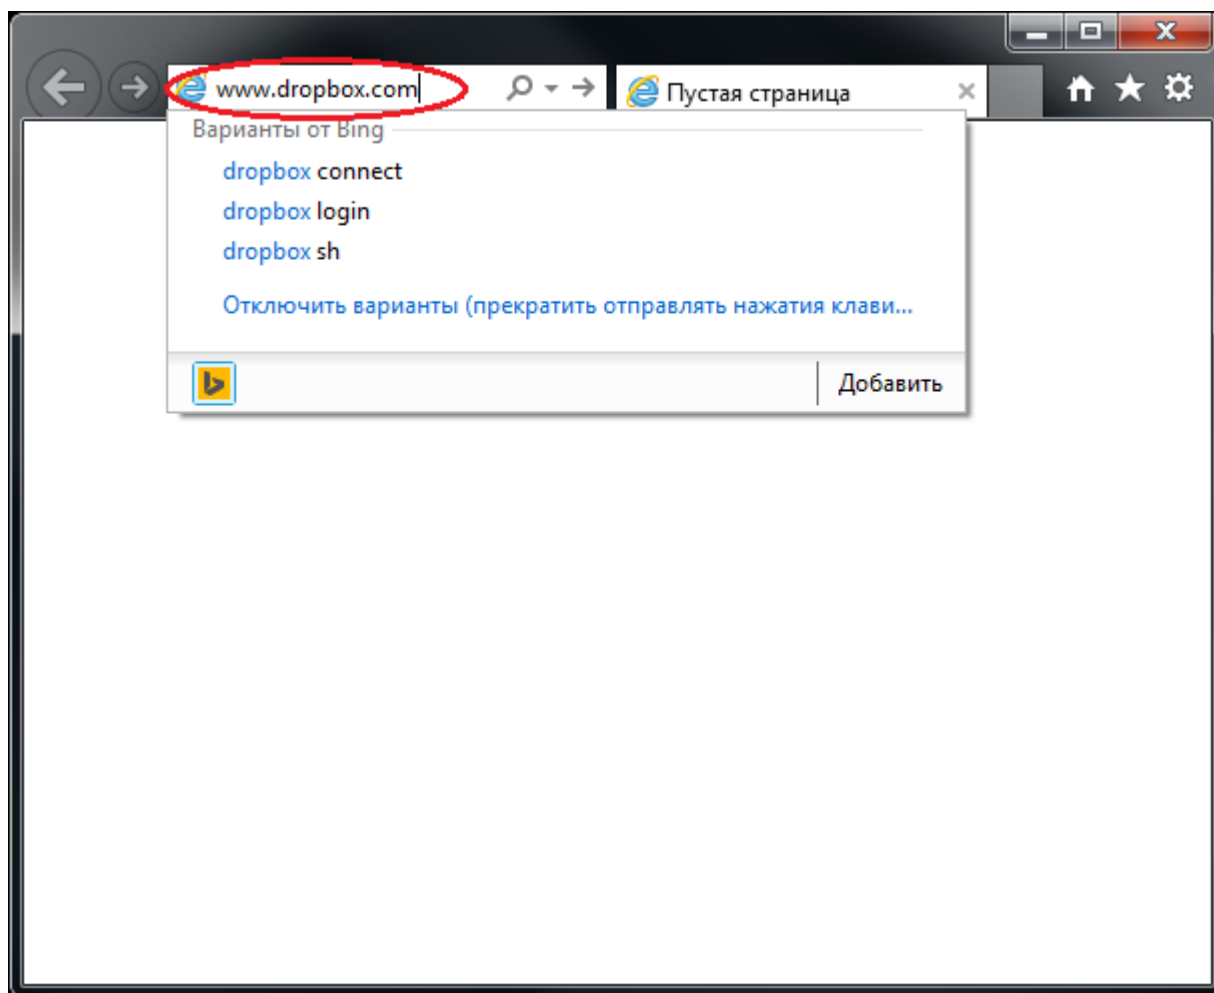 www.dropbox.com
Пустая страница
Варианты от Bing
dropbox connect
dropbox login
dropbox sh
Отключить варианты (прекратить отправлять нажатия клави...
Добавить